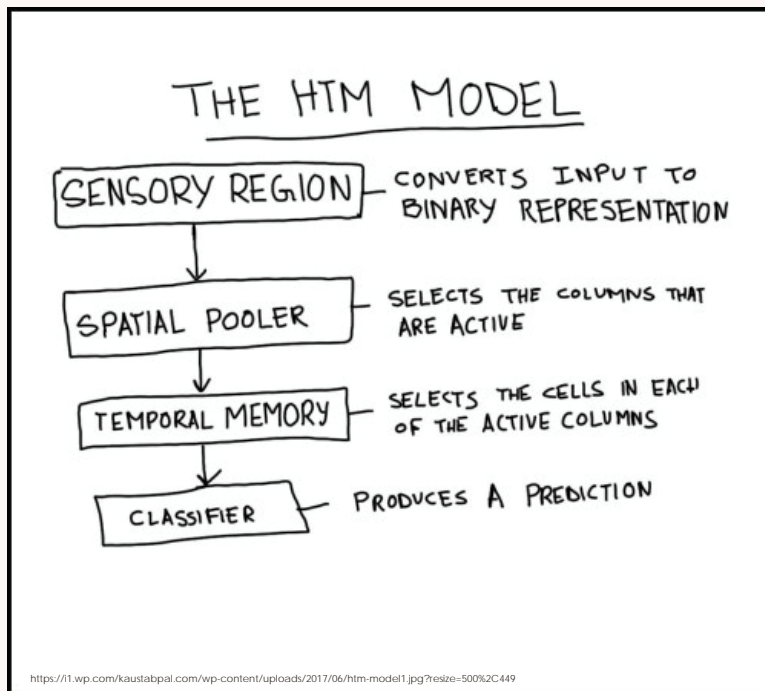 THE HTM MODEL
SENSORY REGION
CONVERTS INPUT TO
BINARY REPRESENTATION
SPATIAL POOLER
SELECTS THE COLUMNS THAT
ARE ACTIVE
TEMPORAL MEMORY
SELECTS THE CELLS IN EACH
OF THE ACTIVE COLUMNS
CLASSIFIER
PRODUCES A PREDICTION
https://i1.wp.com/kaustabpal.com/wp-content/uploads/2017/06/htm-model1.jpg?resize=500%2C449